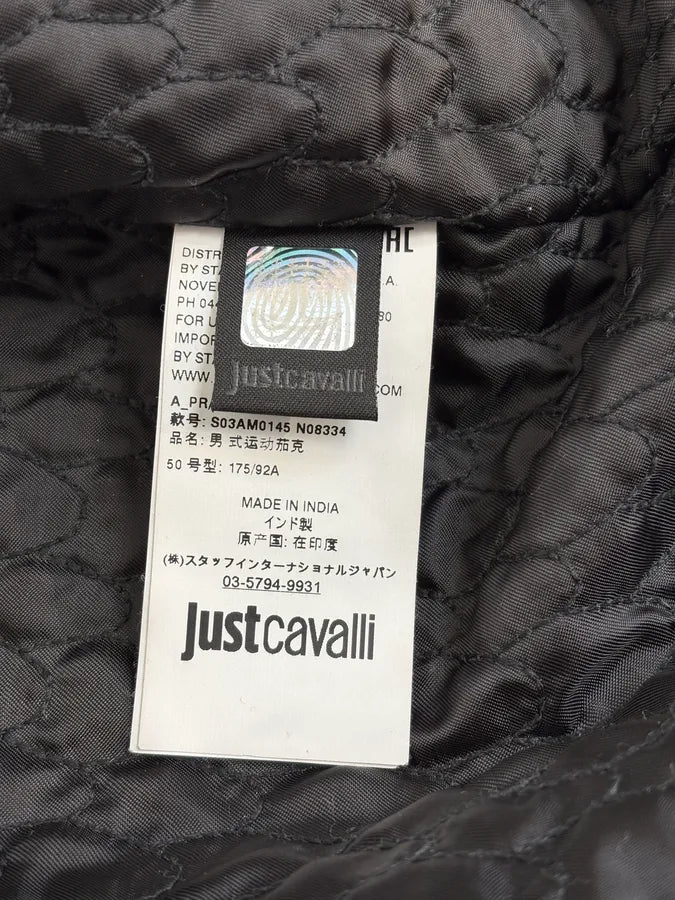 DISTR
BY STA
A.
NOVE
PH 04
80
FOR U
IMPOR
BY STA
WWW.
COM
justcavalli
A_PR
款号: S03AM0145 N08334
品名: 男 式运动茄克
50 号型: 175/92A
MADE IN INDIA
インド製
原产国: 在印度
(株)スタッフインターナショナルジャパン
03-5794-9931
justcavalli